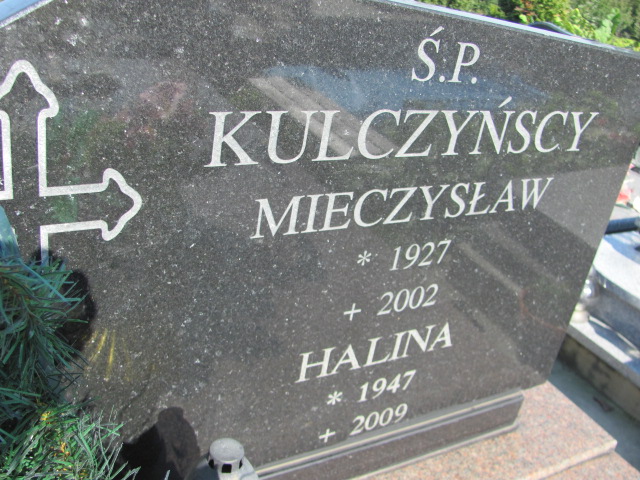 Ś.P.
KULCZYŃSCY
MIECZYSŁAW
* 1927
+ 2002
HALINA
* 1947
+ 2009